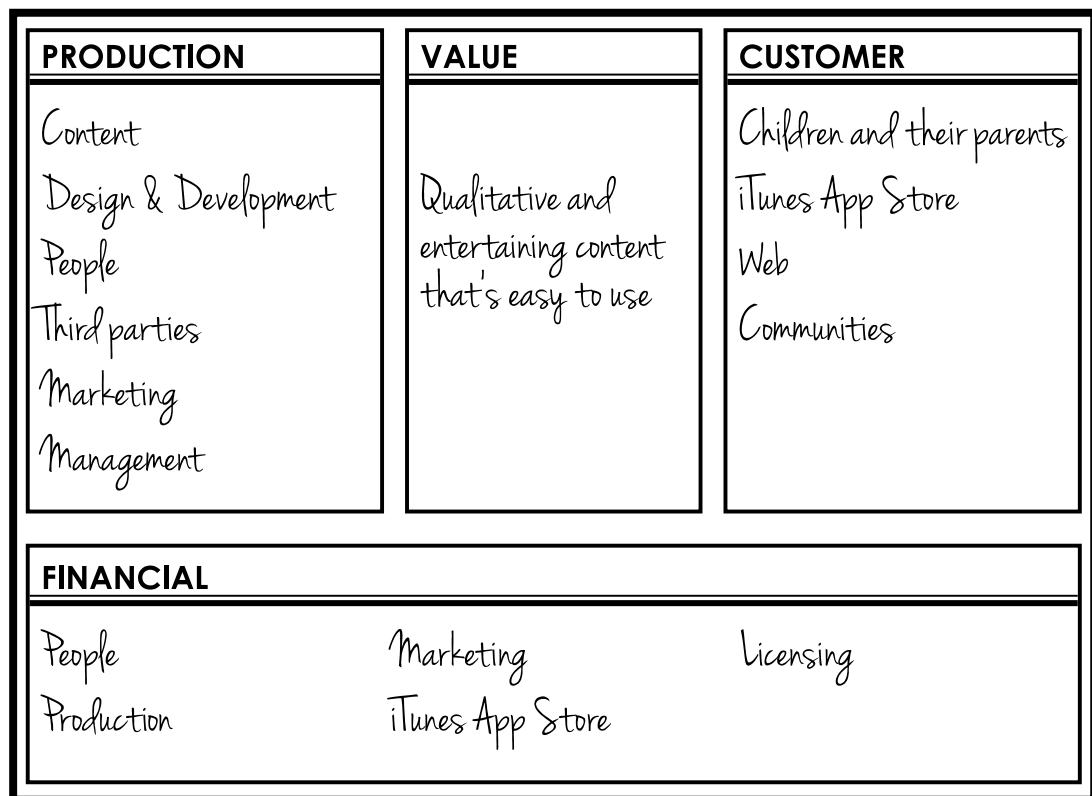 PRODUCTION
Content
Design & Development
People
Third parties
Marketing
Management
VALUE
Qualitative and
entertaining content
that's easy to use
CUSTOMER
Children and their parents
iTunes App Store
Web
Communities
FINANCIAL
People
Production
Marketing
iTunes App Store
Licensing